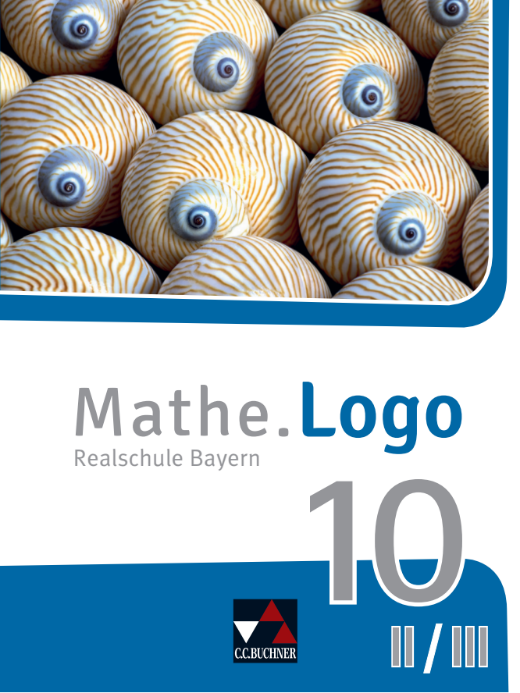 Mathe.Logo
Realschule Bayern
10
II/III
C.C.BUCHNER